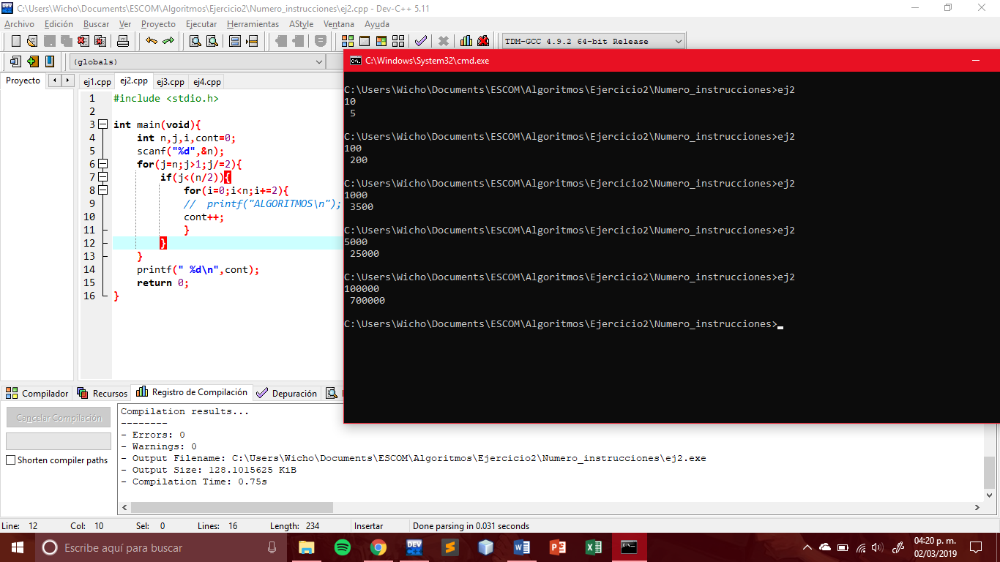 C:\Users\Wicho\Documents\ESCOM\Algoritmos\Ejercicio2\Numero_instrucciones\ej2.cpp - Dev-C++ 5.11
Archivo Edición Buscar Ver Proyecto Ejecutar Herramientas AStyle Ventana Ayuda
TDM-GCC 4.9.2 64-bit Release
(globals)
Proyecto
ej1.cpp ej2.cpp ej3.cpp ej4.cpp
1 #include <stdio.h>
2
3 int main(void){
4 int n,j,i,cont=0;
5 scanf("%d",&n);
6 for(j=n;j>1;j/=2){
7 if(j<(n/2)){
8 for(i=0;i<n;i+=2){
9 // printf("ALGORITMOS\n");
10 cont++;
11 }
12 }
13 }
14 printf(" %d\n",cont);
15 return 0;
16 }
C:\Windows\System32\cmd.exe
C:\Users\Wicho\Documents\ESCOM\Algoritmos\Ejercicio2\Numero_instrucciones>ej2
10
5
C:\Users\Wicho\Documents\ESCOM\Algoritmos\Ejercicio2\Numero_instrucciones>ej2
100
200
C:\Users\Wicho\Documents\ESCOM\Algoritmos\Ejercicio2\Numero_instrucciones>ej2
1000
3500
C:\Users\Wicho\Documents\ESCOM\Algoritmos\Ejercicio2\Numero_instrucciones>ej2
5000
25000
C:\Users\Wicho\Documents\ESCOM\Algoritmos\Ejercicio2\Numero_instrucciones>ej2
100000
700000
C:\Users\Wicho\Documents\ESCOM\Algoritmos\Ejercicio2\Numero_instrucciones>
Compilador Recursos Registro de Compilación Depuración
Cancelar Compilación
Shorten compiler paths
Compilation results...
--------
- Errors: 0
- Warnings: 0
- Output Filename: C:\Users\Wicho\Documents\ESCOM\Algoritmos\Ejercicio2\Numero_instrucciones\ej2.exe
- Output Size: 128.1015625 KiB
- Compilation Time: 0.75s
Line: 12 Col: 10 Sel: 0 Lines: 16 Length: 234 Insertar Done parsing in 0.031 seconds
Escribe aquí para buscar
04:20 p. m.
02/03/2019